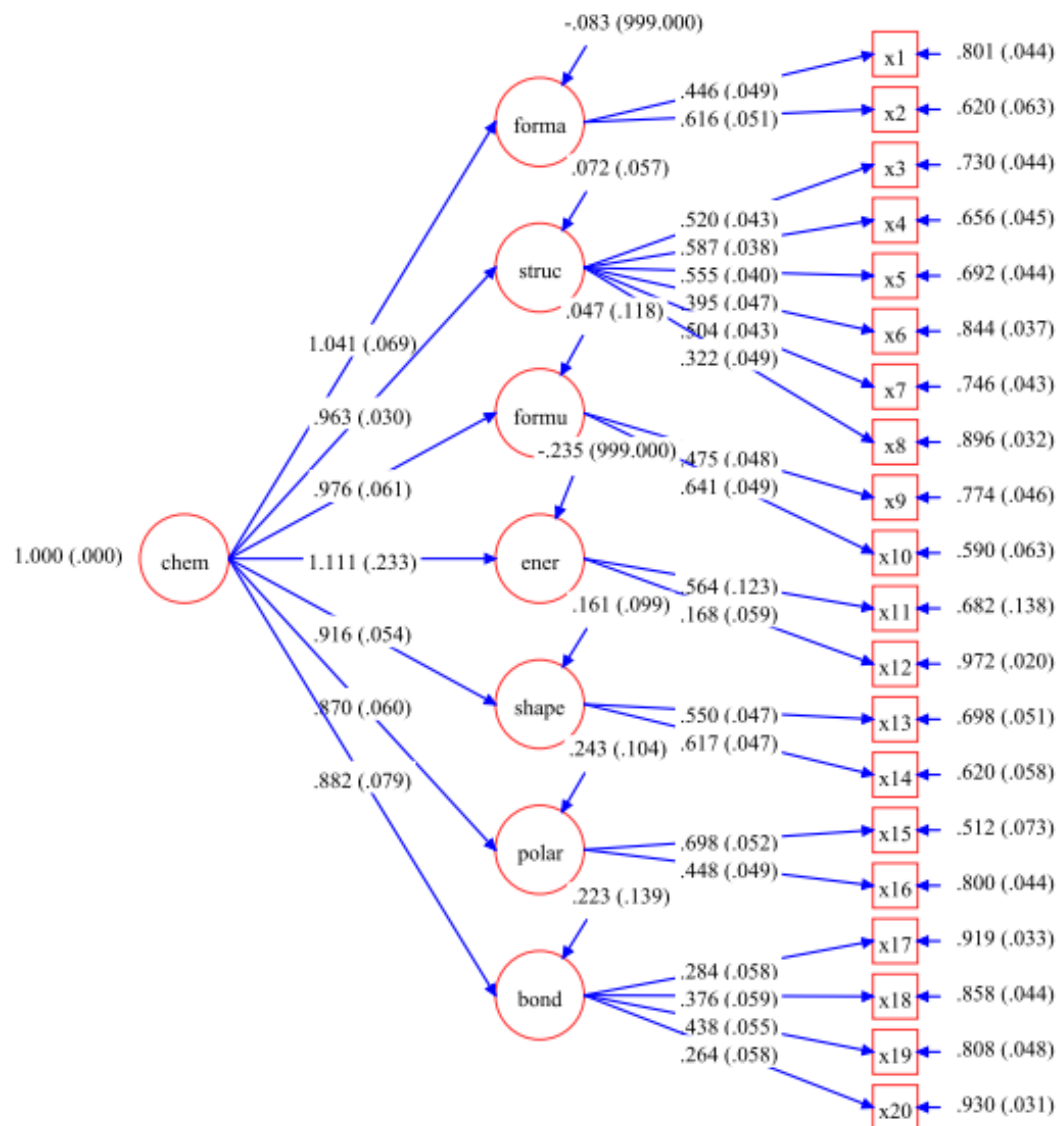 -.083 (999.000)
x1
.801 (.044)
.446 (.049)
forma
.616 (.051)
x2
.620 (.063)
.072 (.057)
x3
.730 (.044)
.520 (.043)
x4
.656 (.045)
.587 (.038)
struc
.555 (.040)
x5
.692 (.044)
.395 (.047)
.047 (.118)
.504 (.043)
x6
.844 (.037)
1.041 (.069)
.322 (.049)
x7
.746 (.043)
.963 (.030)
formu
x8
.896 (.032)
-.235 (999.000)
.475 (.048)
.976 (.061)
.641 (.049)
x9
.774 (.046)
1.000 (.000)
chem
1.111 (.233)
ener
x10
.590 (.063)
.564 (.123)
.161 (.099)
.168 (.059)
x11
.682 (.138)
.916 (.054)
x12
.972 (.020)
.870 (.060)
shape
.550 (.047)
x13
.698 (.051)
.243 (.104)
.617 (.047)
.882 (.079)
x14
.620 (.058)
polar
.698 (.052)
x15
.512 (.073)
.448 (.049)
.223 (.139)
x16
.800 (.044)
x17
.919 (.033)
.284 (.058)
bond
.376 (.059)
x18
.858 (.044)
.438 (.055)
.264 (.058)
x19
.808 (.048)
x20
.930 (.031)